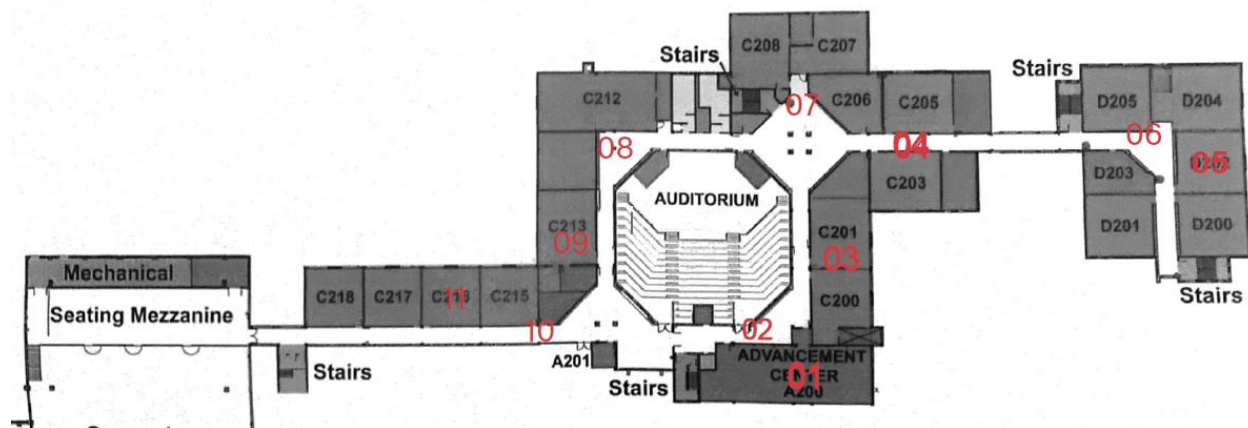 C208
C207
Stairs
07
C212
C206
C205
Stairs
D205
D204
08
04
06
D202
05
D203
C203
AUDITORIUM
C213
09
C201
03
D201
D200
Mechanical
C218
C217
C216
11
C215
C200
Stairs
Seating Mezzanine
10
02
A201
Stairs
Stairs
ADVANCEMENT
CENTER
01
A200